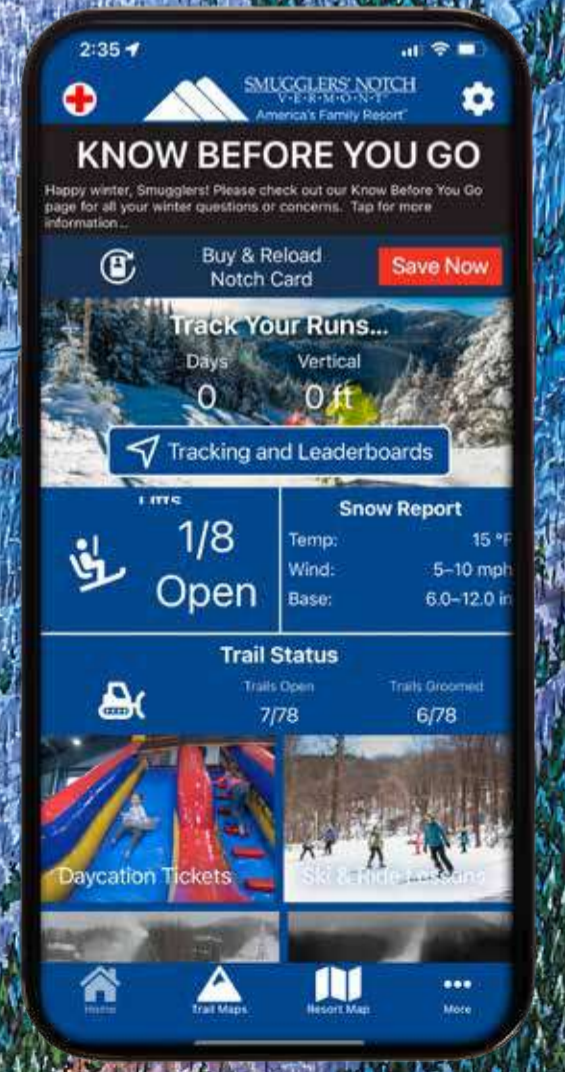 2:35
SMUGGLERS' NOTCH
V·E·R·M·O·N·T
America's Family Resort
KNOW BEFORE YOU GO
Happy winter, Smugglers! Please check out our Know Before You Go
page for all your winter questions or concerns. Tap for more
information...
Buy & Reload
Notch Card
Save Now
Track Your Runs...
Days
Vertical
0
0 ft
Tracking and Leaderboards
Lifts
1/8
Open
Snow Report
Temp: 15 °F
Wind: 5–10 mph
Base: 6.0–12.0 in
Trail Status
Trails Open
Trails Groomed
7/78
6/78
Daycation Tickets
Ski & Ride Lessons
Home
Trail Maps
Resort Map
More